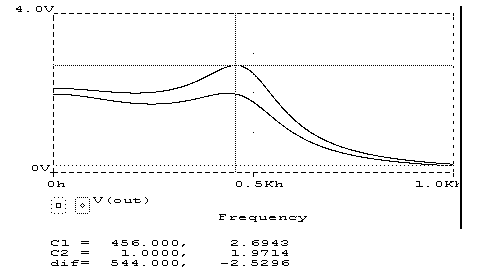 4.0V
0V
0h 0.5Kh 1.0Kh
V(out)
Frequency
C1 = 456.000, 2.6943
C2 = 1.0000, 1.9714
dif= 544.000, -2.5296